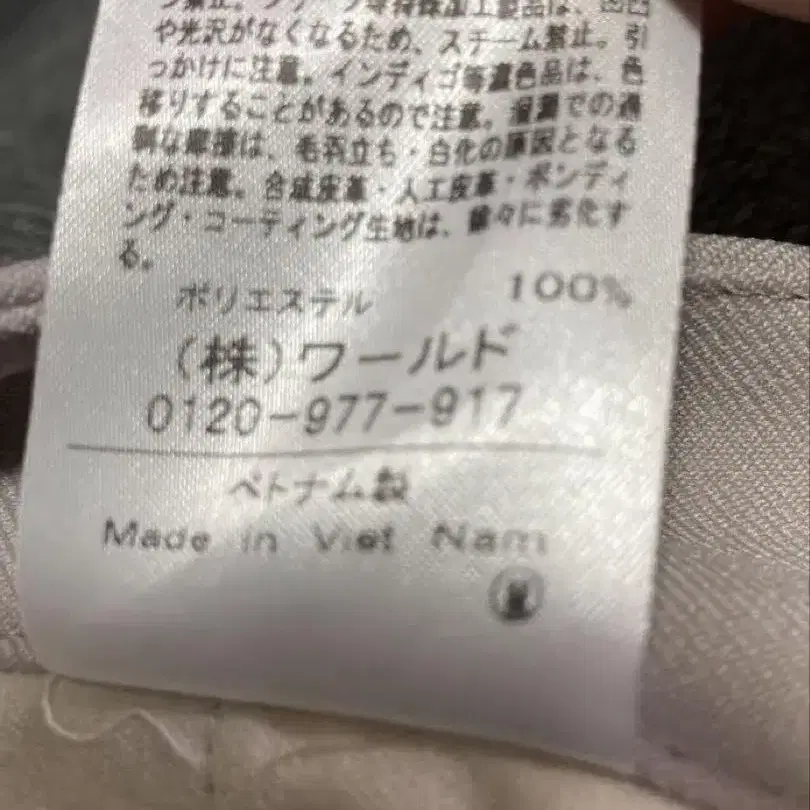 や光沢がなくなるため、スチーム禁止。引
っかけに注意。インディゴ等濃色品は、色
移りすることがあるので注意。湿潤での過
剰な摩擦は、毛羽立ち・白化の原因となる
ため注意。合成皮革・人工皮革・ボンディ
ング・コーティング生地は、徐々に劣化す
る。
ポリエステル 100%
(株)ワールド
0120-977-917
ベトナム製
Made in Viet Nam